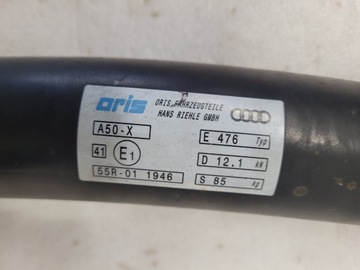 oris ORIS FAHRZEUGTEILE
HANS RIEHLE GMBH
A50-X E 476 Typ
41 E1 D 12,1 kN
55R-01 1946 S 85 kg